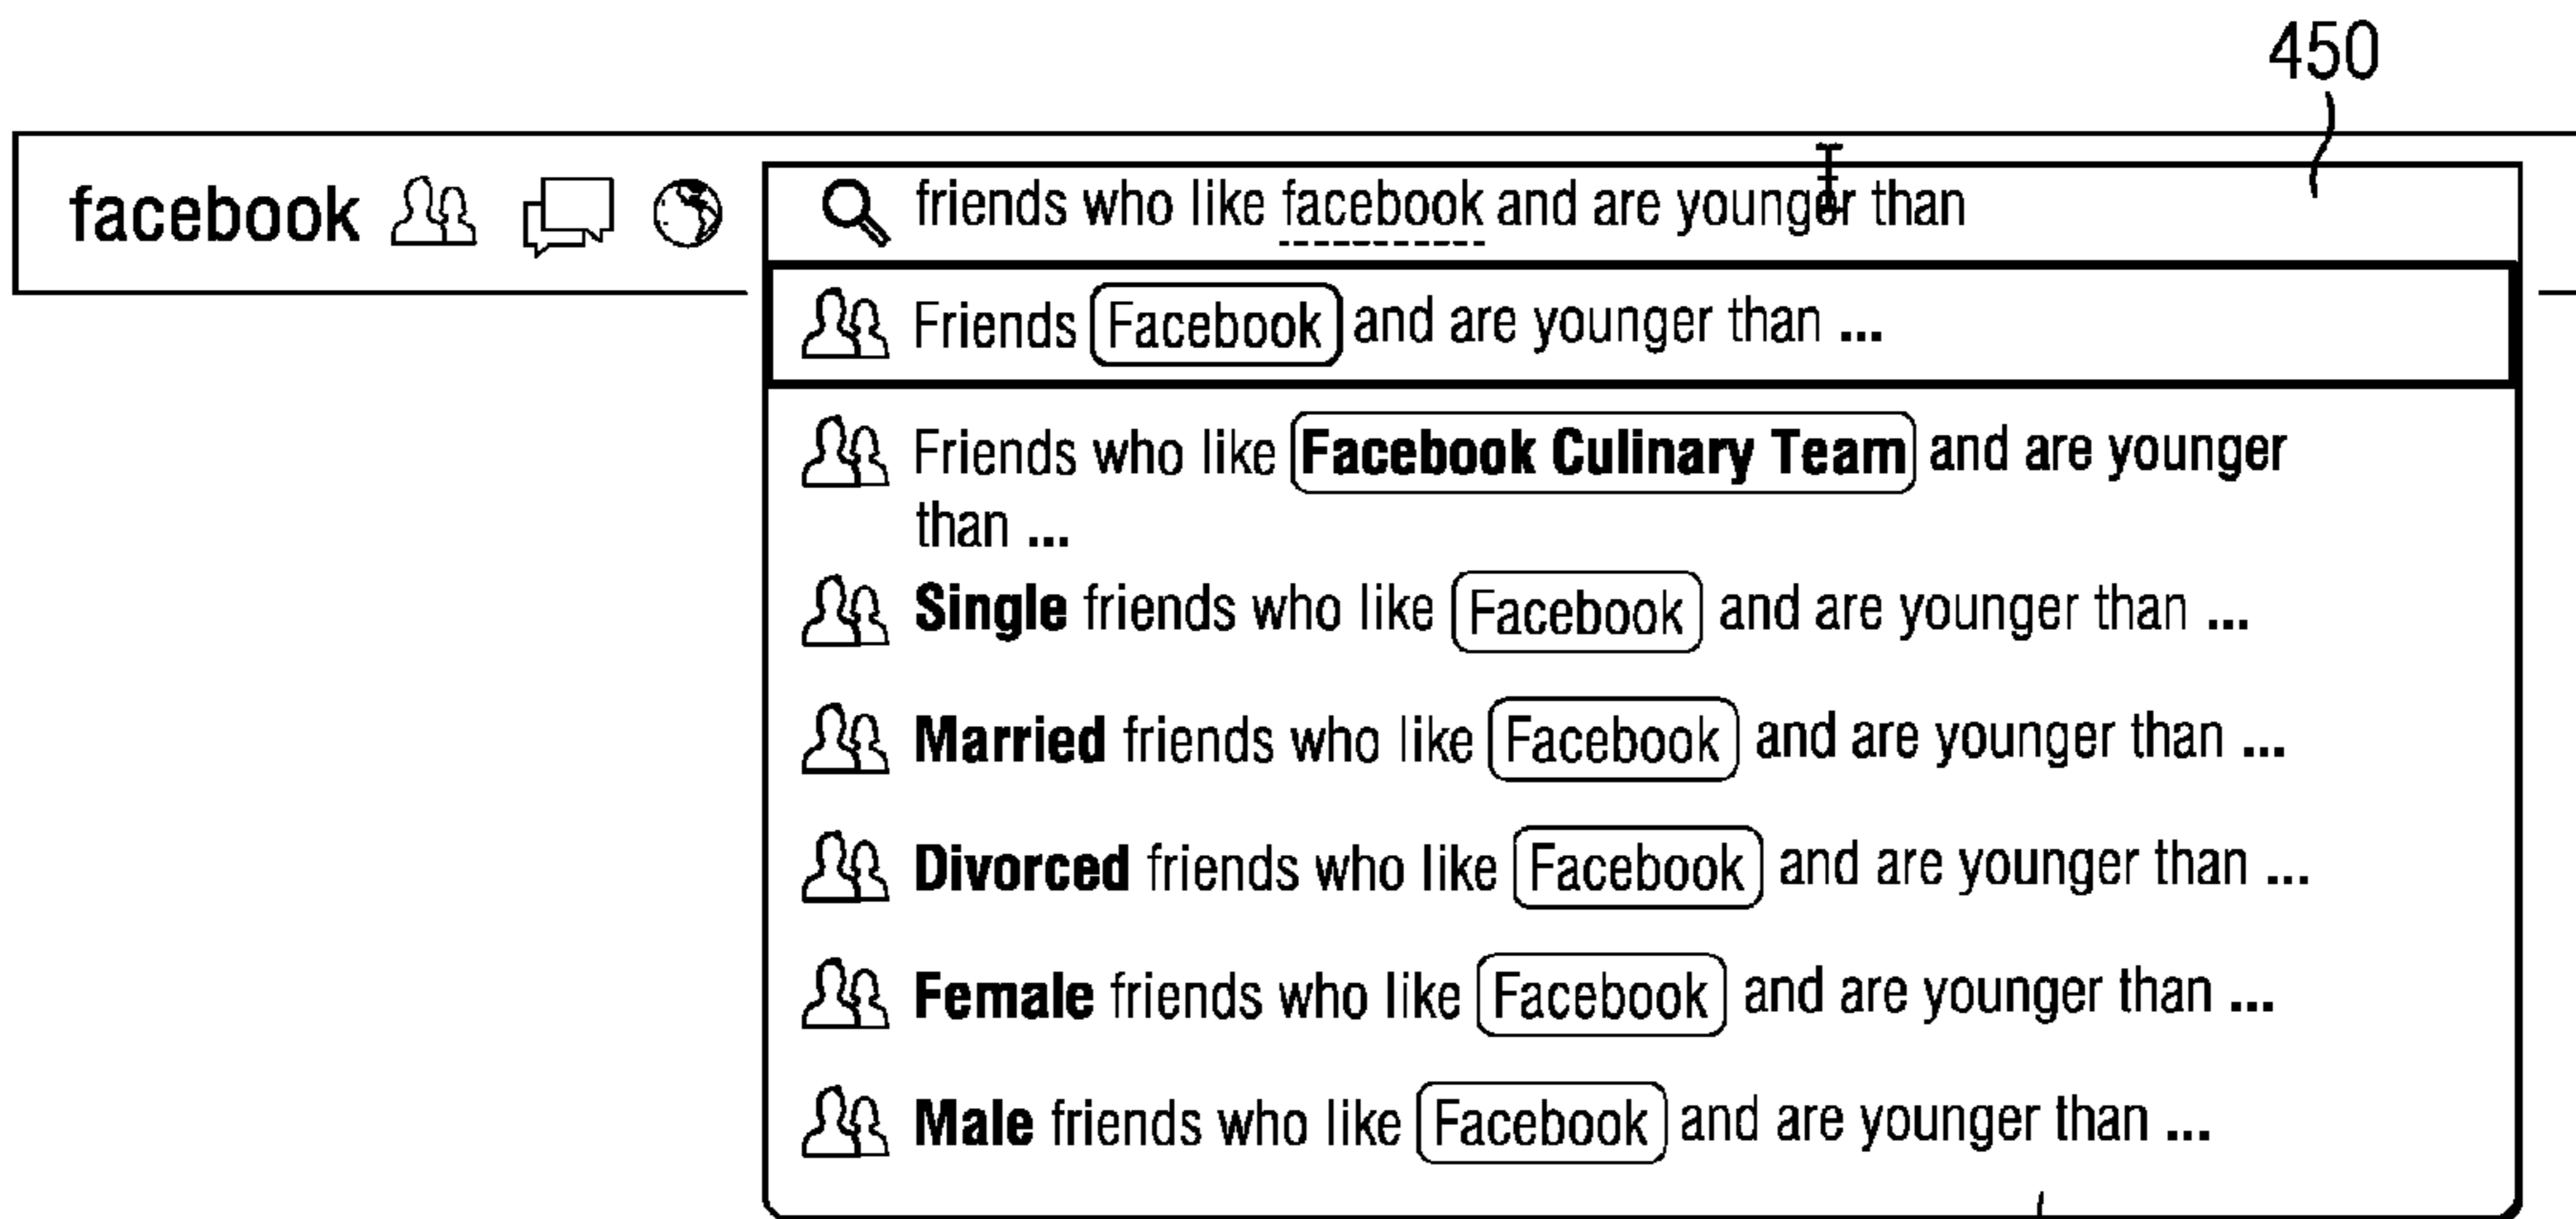 450
facebook
friends who like facebook and are younger than
Friends Facebook and are younger than ...
Friends who like Facebook Culinary Team and are younger
than ...
Single friends who like Facebook and are younger than ...
Married friends who like Facebook and are younger than ...
Divorced friends who like Facebook and are younger than ...
Female friends who like Facebook and are younger than ...
Male friends who like Facebook and are younger than ...